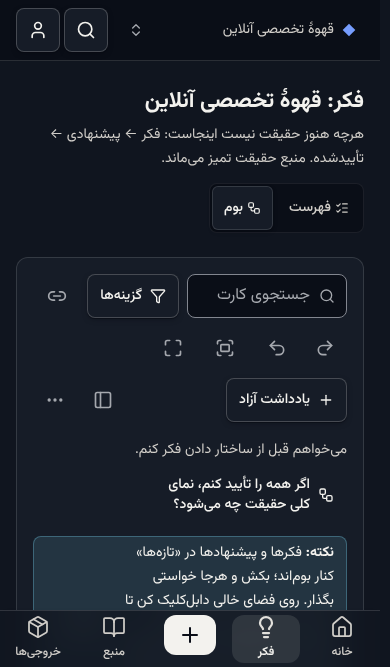 قهوهٔ تخصصی آنلاین
فکر: قهوهٔ تخصصی آنلاین
هرچه هنوز حقیقت نیست اینجاست: فکر ← پیشنهادی ←
تأییدشده. منبع حقیقت تمیز می‌ماند.
فهرست
بوم
جستجوی کارت
گزینه‌ها
یادداشت آزاد
می‌خواهم قبل از ساختار دادن فکر کنم.
اگر همه را تأیید کنم، نمای
کلی حقیقت چه می‌شود؟
نکته: فکرها و پیشنهادها در «تازه‌ها»
کنار بوم‌اند؛ بکش و هرجا خواستی
بگذار. روی فضای خالی دابل‌کلیک کن تا
خانه
فکر
منبع
خروجی‌ها